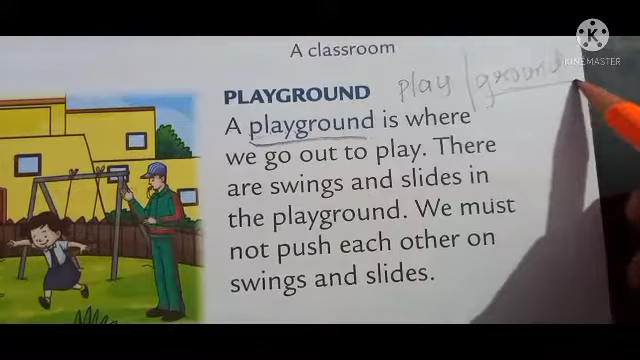 A classroom
KINEMASTER
PLAYGROUND play | ground
A playground is where
we go out to play. There
are swings and slides in
the playground. We must
not push each other on
swings and slides.